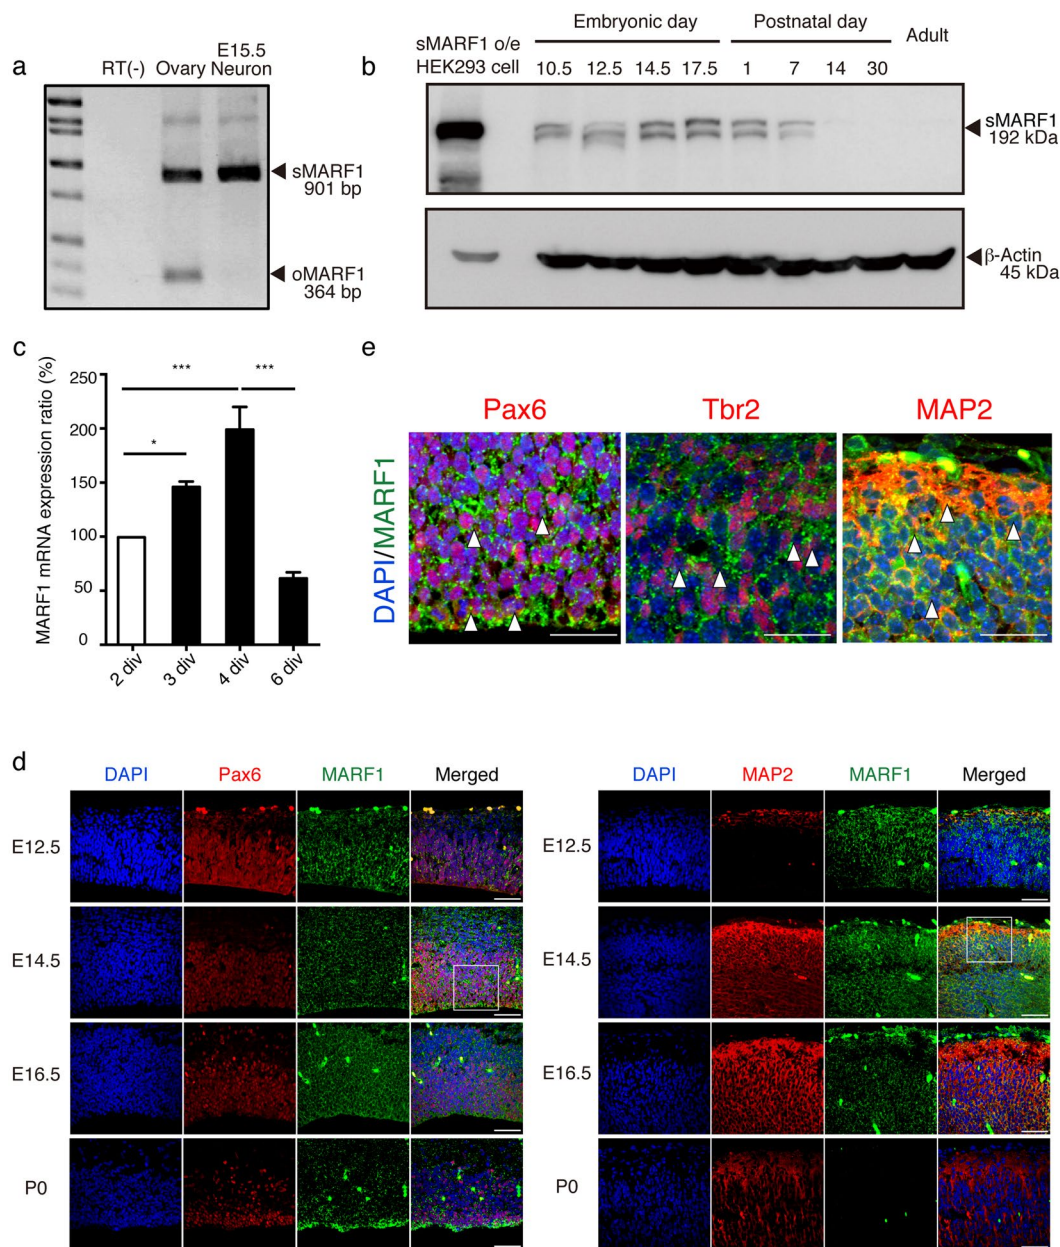 a
RT(-) Ovary E15.5 Neuron
sMARF1
901 bp
oMARF1
364 bp
b
sMARF1 o/e
HEK293 cell
Embryonic day
Postnatal day
Adult
10.5 12.5 14.5 17.5 1 7 14 30
sMARF1
192 kDa
β-Actin
45 kDa
c
MARF1 mRNA expression ratio (%)
250
200
150
100
50
0
***
***
*
2 div
3 div
4 div
6 div
e
Pax6 Tbr2 MAP2
DAPI/MARF1
d
DAPI Pax6 MARF1 Merged
E12.5
E14.5
E16.5
P0
DAPI MAP2 MARF1 Merged
E12.5
E14.5
E16.5
P0